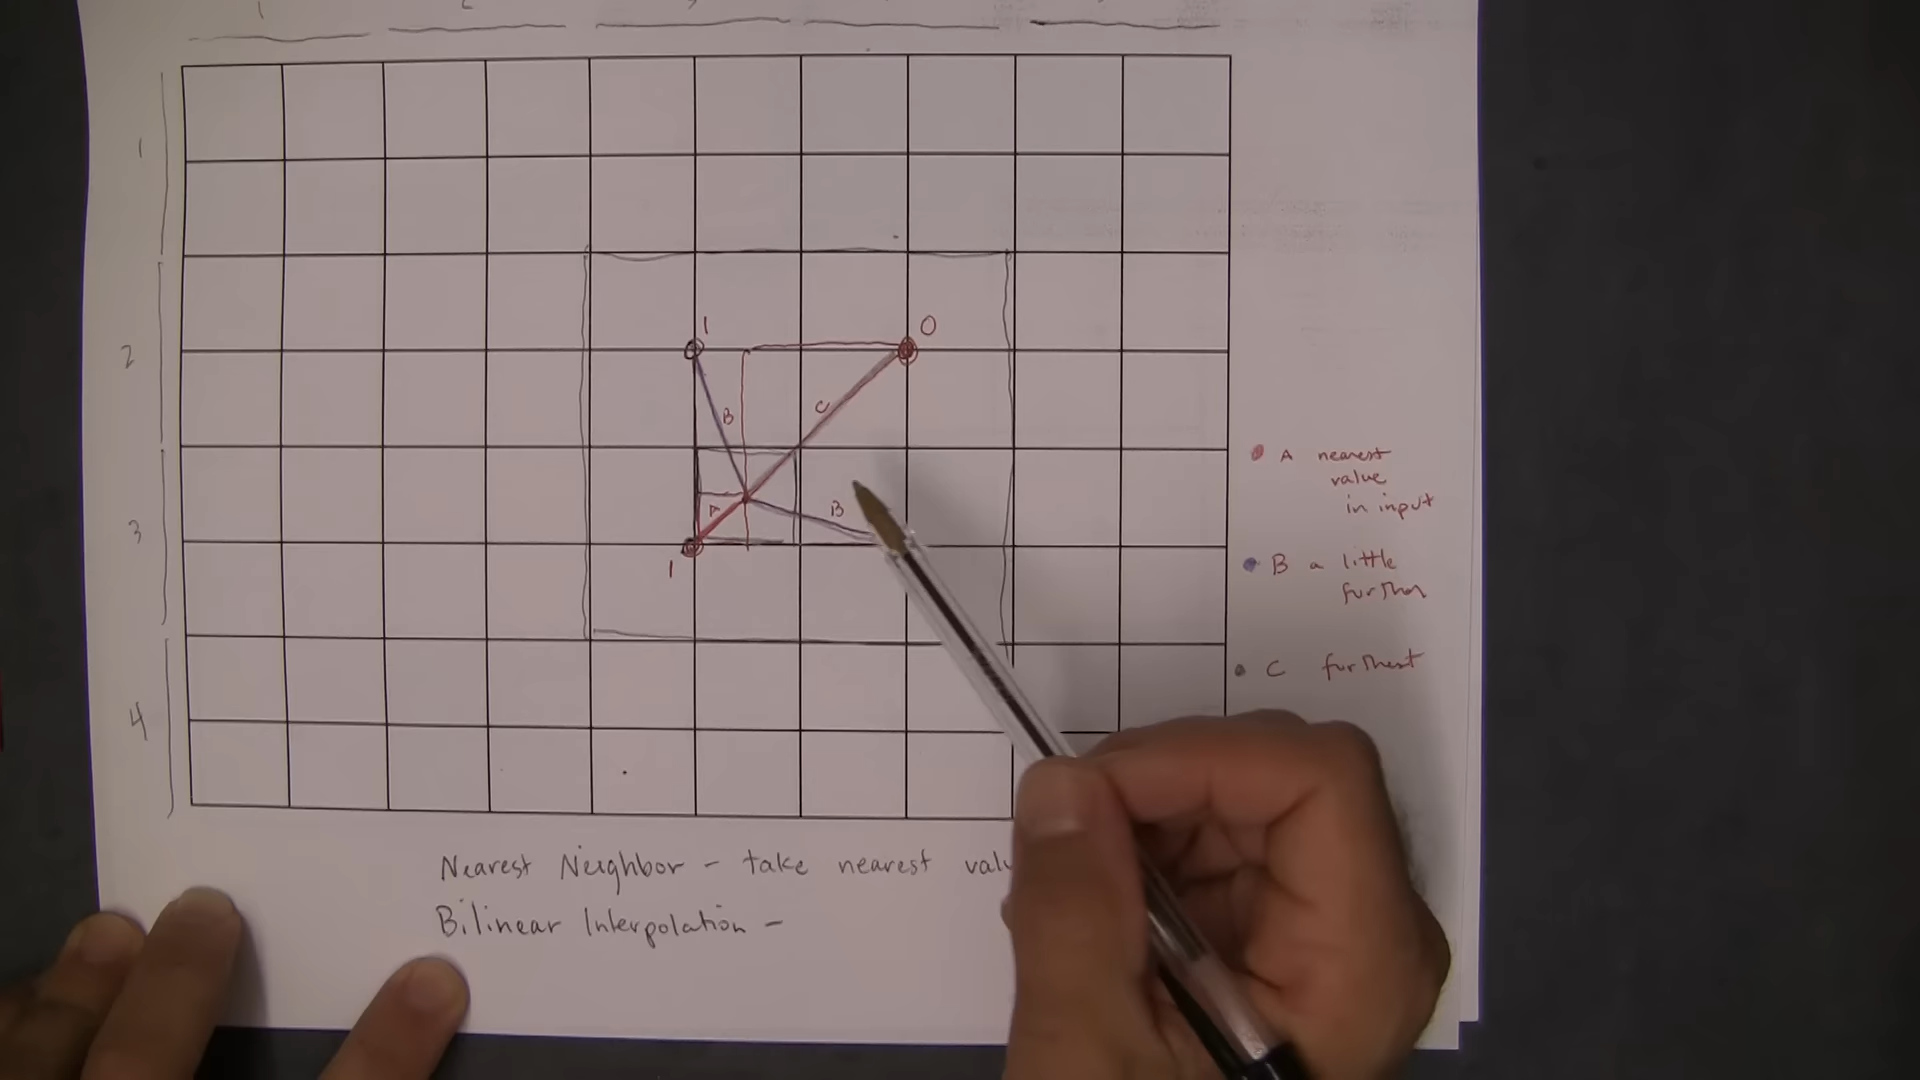 1
2
3
4
1
0
B
C
A
B
1
A nearest
value
in input
B a little
further
C furthest
Nearest Neighbor - take nearest
Bilinear Interpolation -